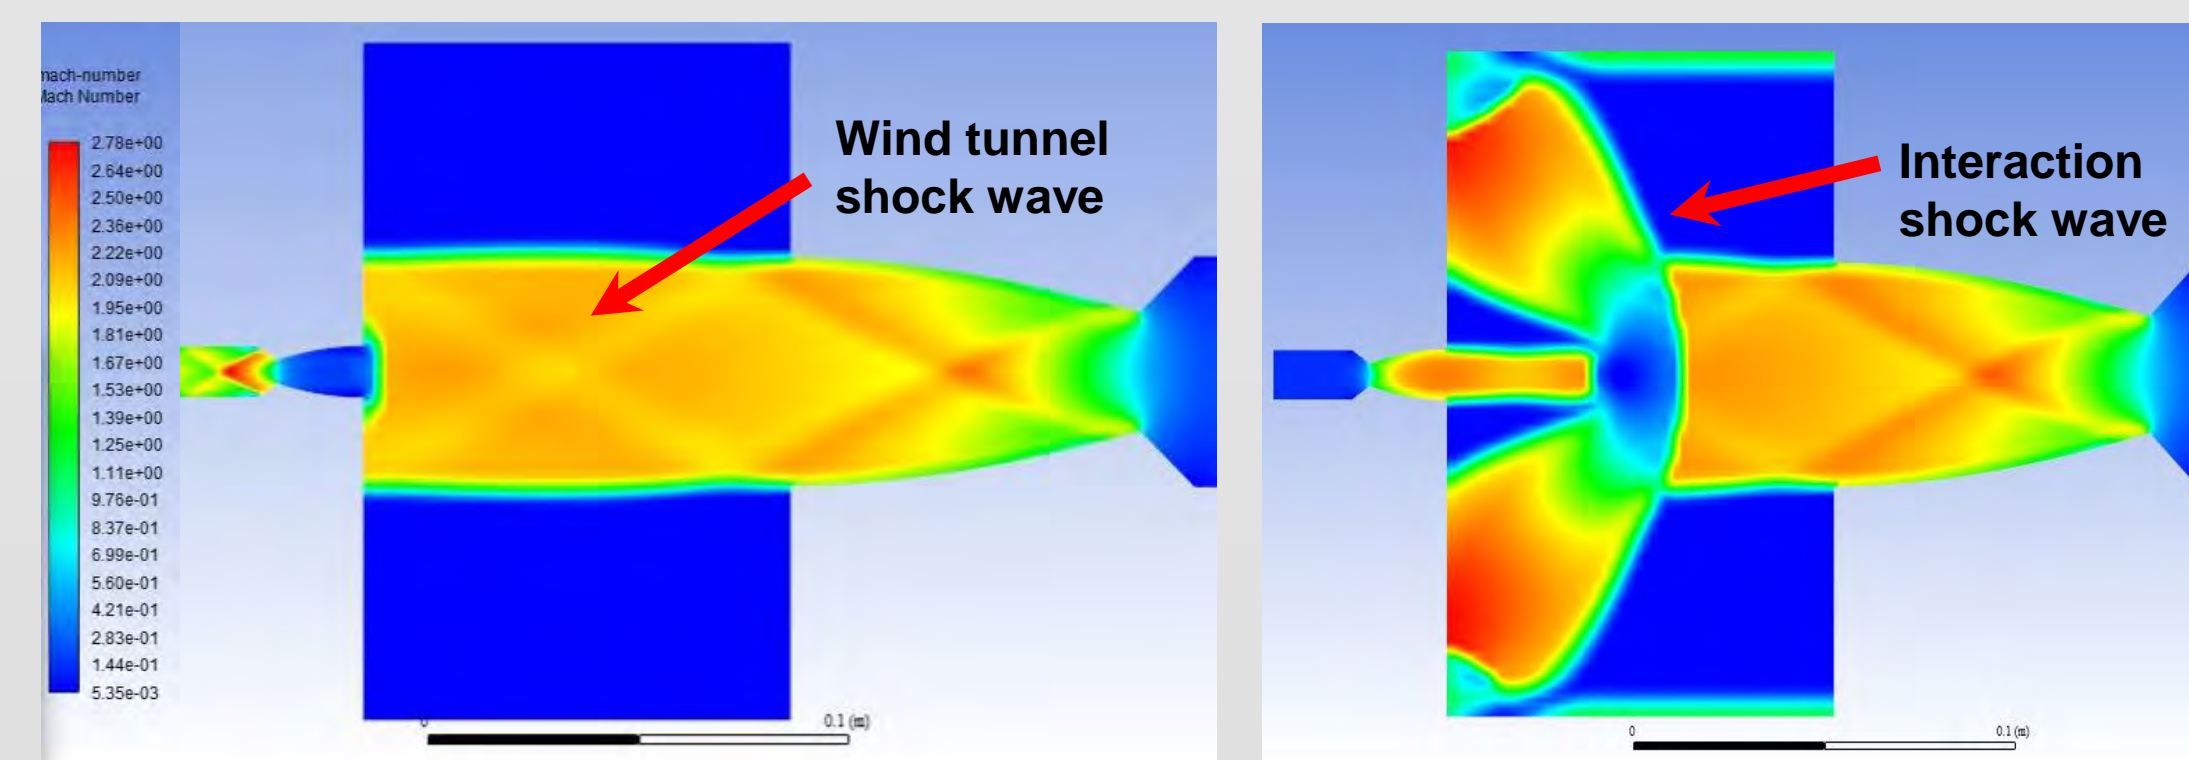 mach-number
Mach Number
2.78e+00
2.64e+00
2.50e+00
2.36e+00
2.22e+00
2.09e+00
1.95e+00
1.81e+00
1.67e+00
1.53e+00
1.39e+00
1.25e+00
1.11e+00
9.76e-01
8.37e-01
6.99e-01
5.60e-01
4.21e-01
2.83e-01
1.44e-01
5.35e-03
Wind tunnel
shock wave
0 0.1 (m)
Interaction
shock wave
0 0.1 (m)